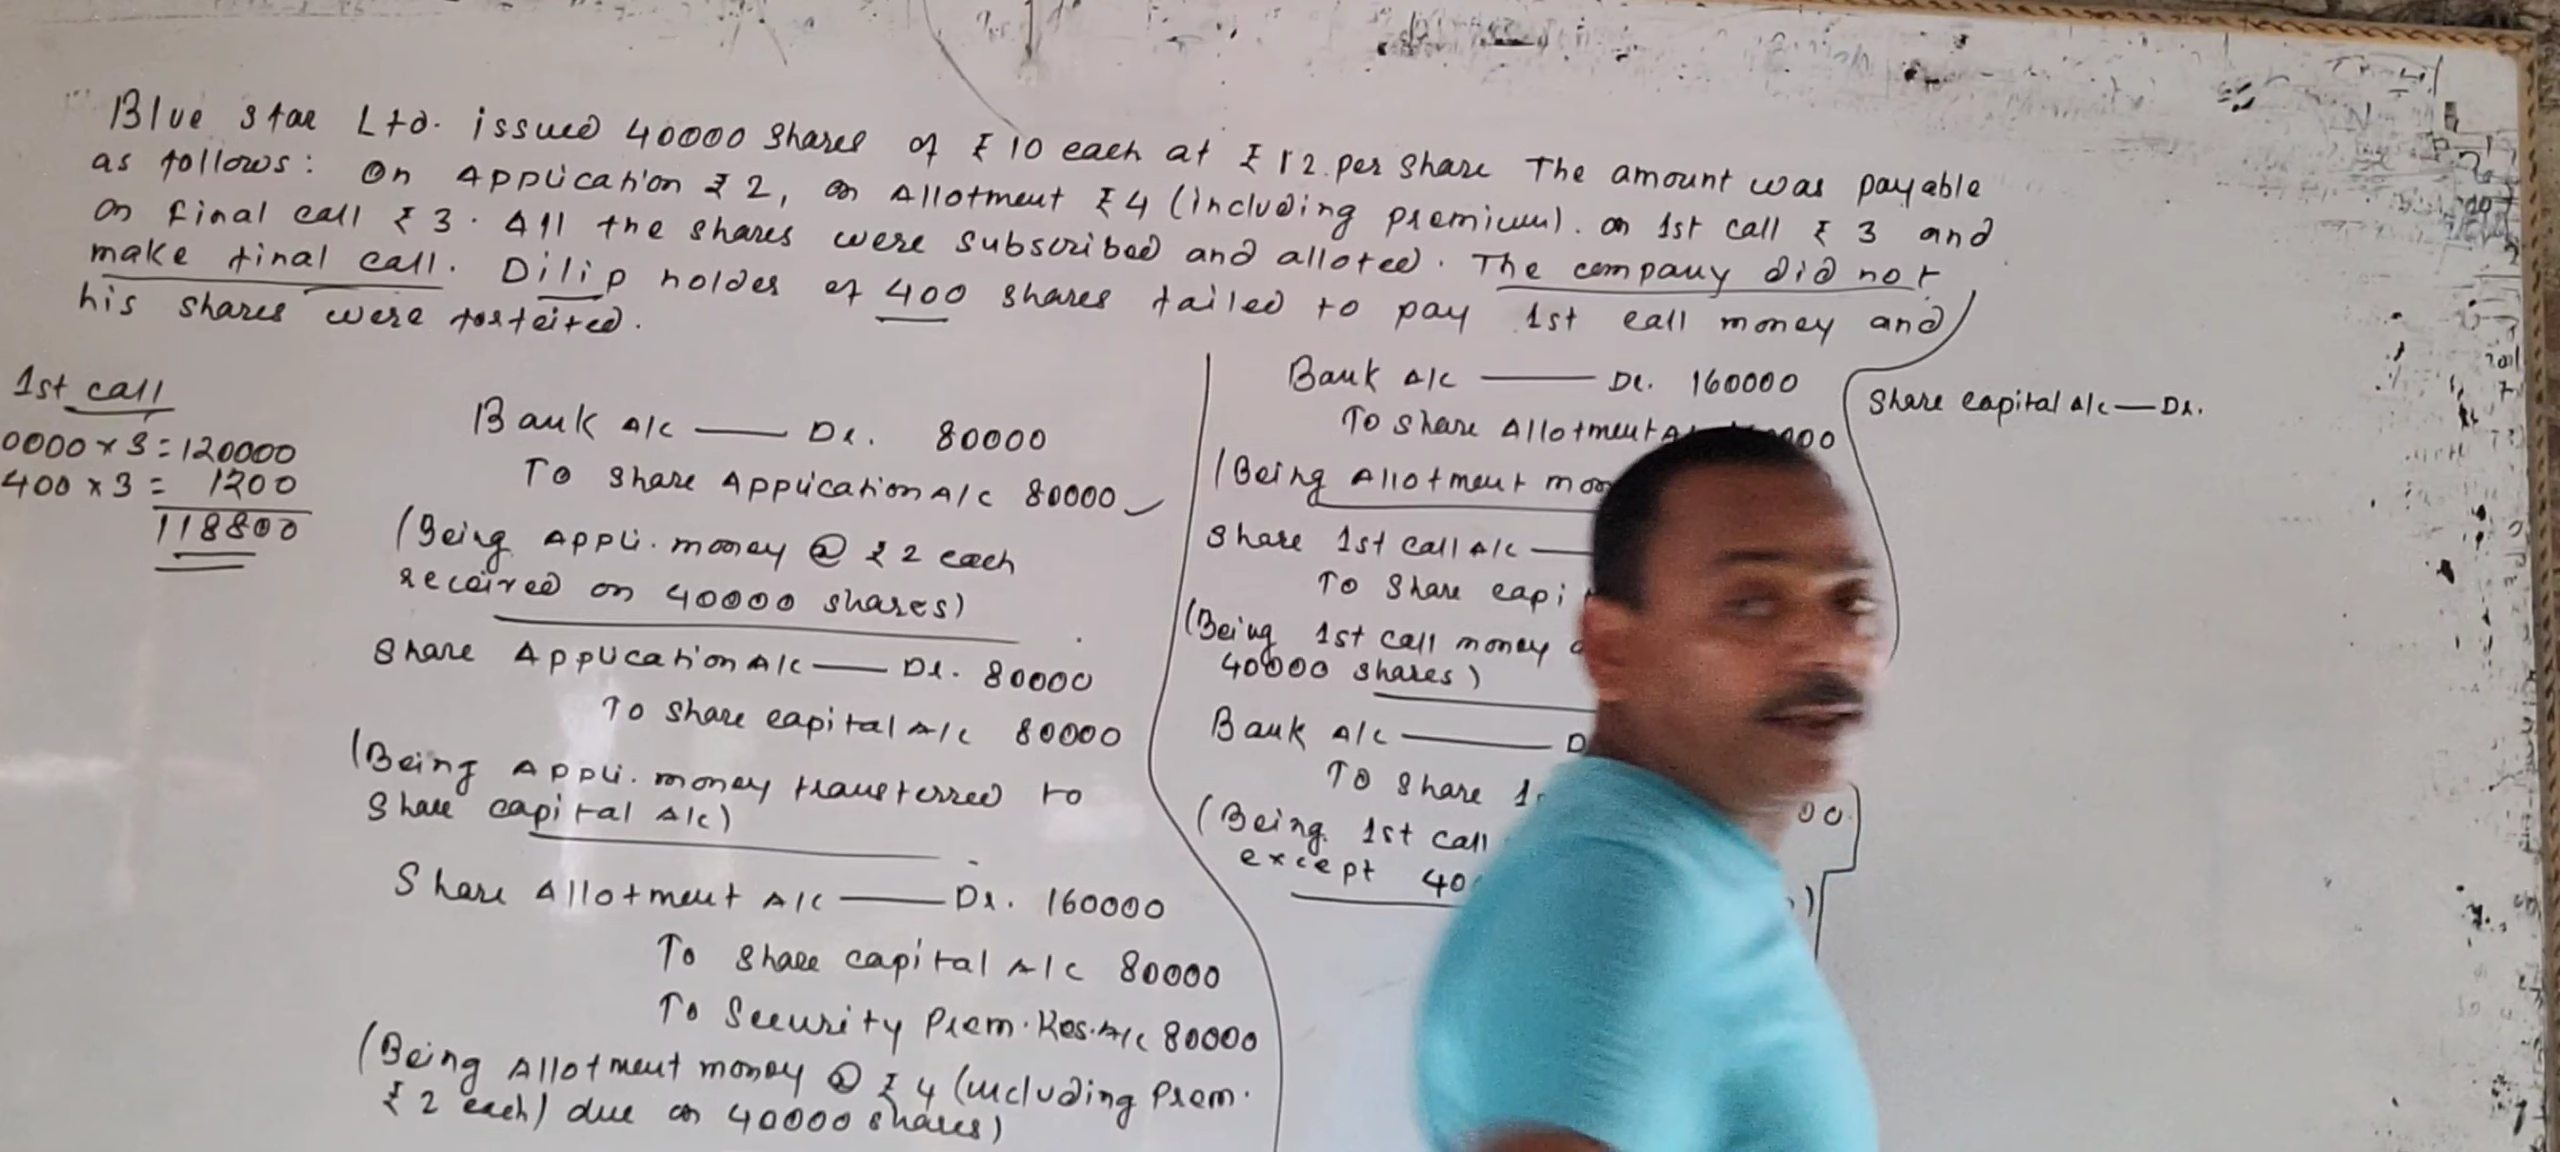 Blue Star Ltd. issued 40000 Shares of ₹ 10 each at ₹ 12 per Share The amount was payable
as follows: On Application ₹ 2, on Allotment ₹ 4 (including premium). on 1st call ₹ 3 and
on final call ₹ 3. All the shares were subscribed and alloted. The company did not
make final call. Dilip holder of 400 shares failed to pay 1st call money and
his shares were forfeited.
1st call
0000 x 3 = 120000
400 x 3 = 1200
118800
Bank A/c — Dr. 80000
To Share Application A/c 80000
(Being Appli. money @ ₹ 2 each
received on 40000 shares)
Share Application A/c — Dr. 80000
To Share capital A/c 80000
(Being Appli. money transferred to
Share capital A/c)
Share Allotment A/c — Dr. 160000
To Share capital A/c 80000
To Security Prem. Res. A/c 80000
(Being Allotment money @ ₹ 4 (including Prem.
₹ 2 each) due on 40000 shares)
Bank A/c — Dr. 160000
To Share Allotment
(Being Allotment
Share 1st call A/c —
To Share
(Being 1st call money
40000 shares)
Bank A/c —
To Share
(Being 1st call
except
Share capital A/c — Dr.